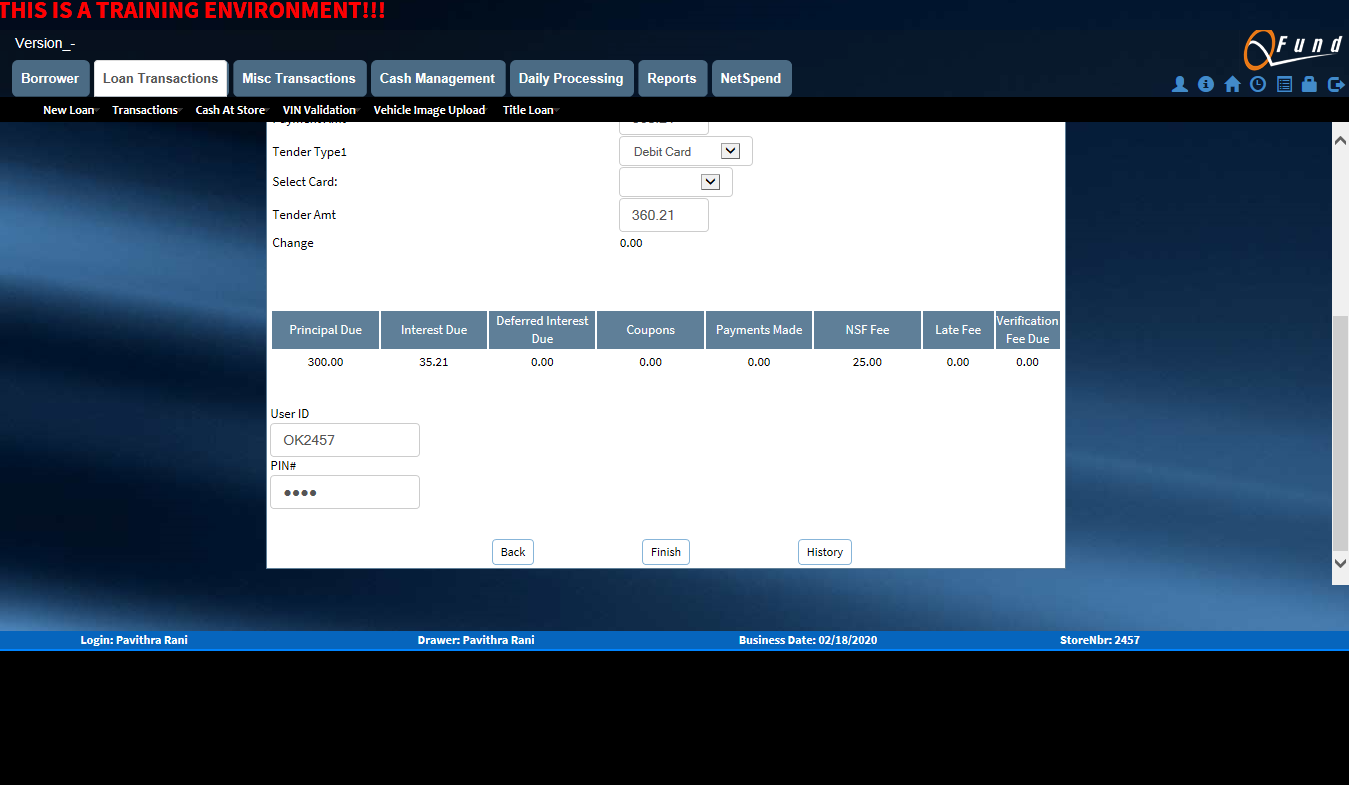 THIS IS A TRAINING ENVIRONMENT!!!
Version_-
QFund
Borrower Loan Transactions Misc Transactions Cash Management Daily Processing Reports NetSpend
New Loan Transactions Cash At Store VIN Validation Vehicle Image Upload Title Loan
Tender Type1 Debit Card
Select Card:
Tender Amt 360.21
Change 0.00
Principal Due Interest Due Deferred Interest Due Coupons Payments Made NSF Fee Late Fee Verification Fee Due
300.00 35.21 0.00 0.00 0.00 25.00 0.00 0.00
User ID
OK2457
PIN#
••••
Back Finish History
Login: Pavithra Rani Drawer: Pavithra Rani Business Date: 02/18/2020 StoreNbr: 2457